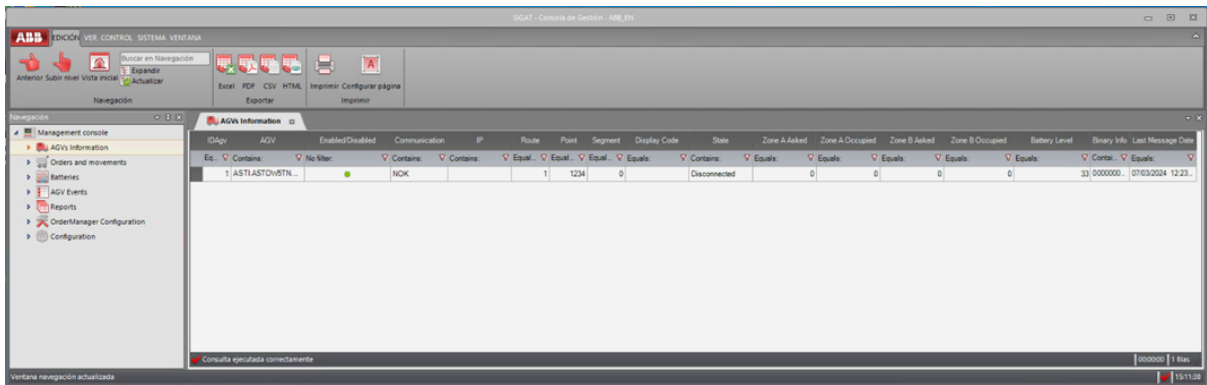 SIGAT - Consola de Gestión - ABB_EN
ABB EDICIÓN VER CONTROL SISTEMA VENTANA
Buscar en Navegación
Expandir
Actualizar
Anterior Subir nivel Vista inicial
Excel PDF CSV HTML
Imprimir Configurar página
Navegación Exportar Imprimir
Navegación
Management console
AGVs Information
Orders and movements
Batteries
AGV Events
Reports
OrderManager Configuration
Configuration
AGVs Information
IDAgv AGV Enabled/Disabled Communication IP Route Point Segment Display Code State Zone A Asked Zone A Occupied Zone B Asked Zone B Occupied Battery Level Binary Info Last Message Date
Eq... Contains: No filter: Contains: Contains: Equal... Equal... Equal... Equals: Contains: Equals: Equals: Equals: Equals: Equals: Contai... Equals:
1 ASTI.ASTOWSTN... NOK 1 1234 0 Disconnected 0 0 0 0 33 0000000... 07/03/2024 12:23...
Consulta ejecutada correctamente
00:00:00 1 filas
Ventana navegación actualizada
15:11:38